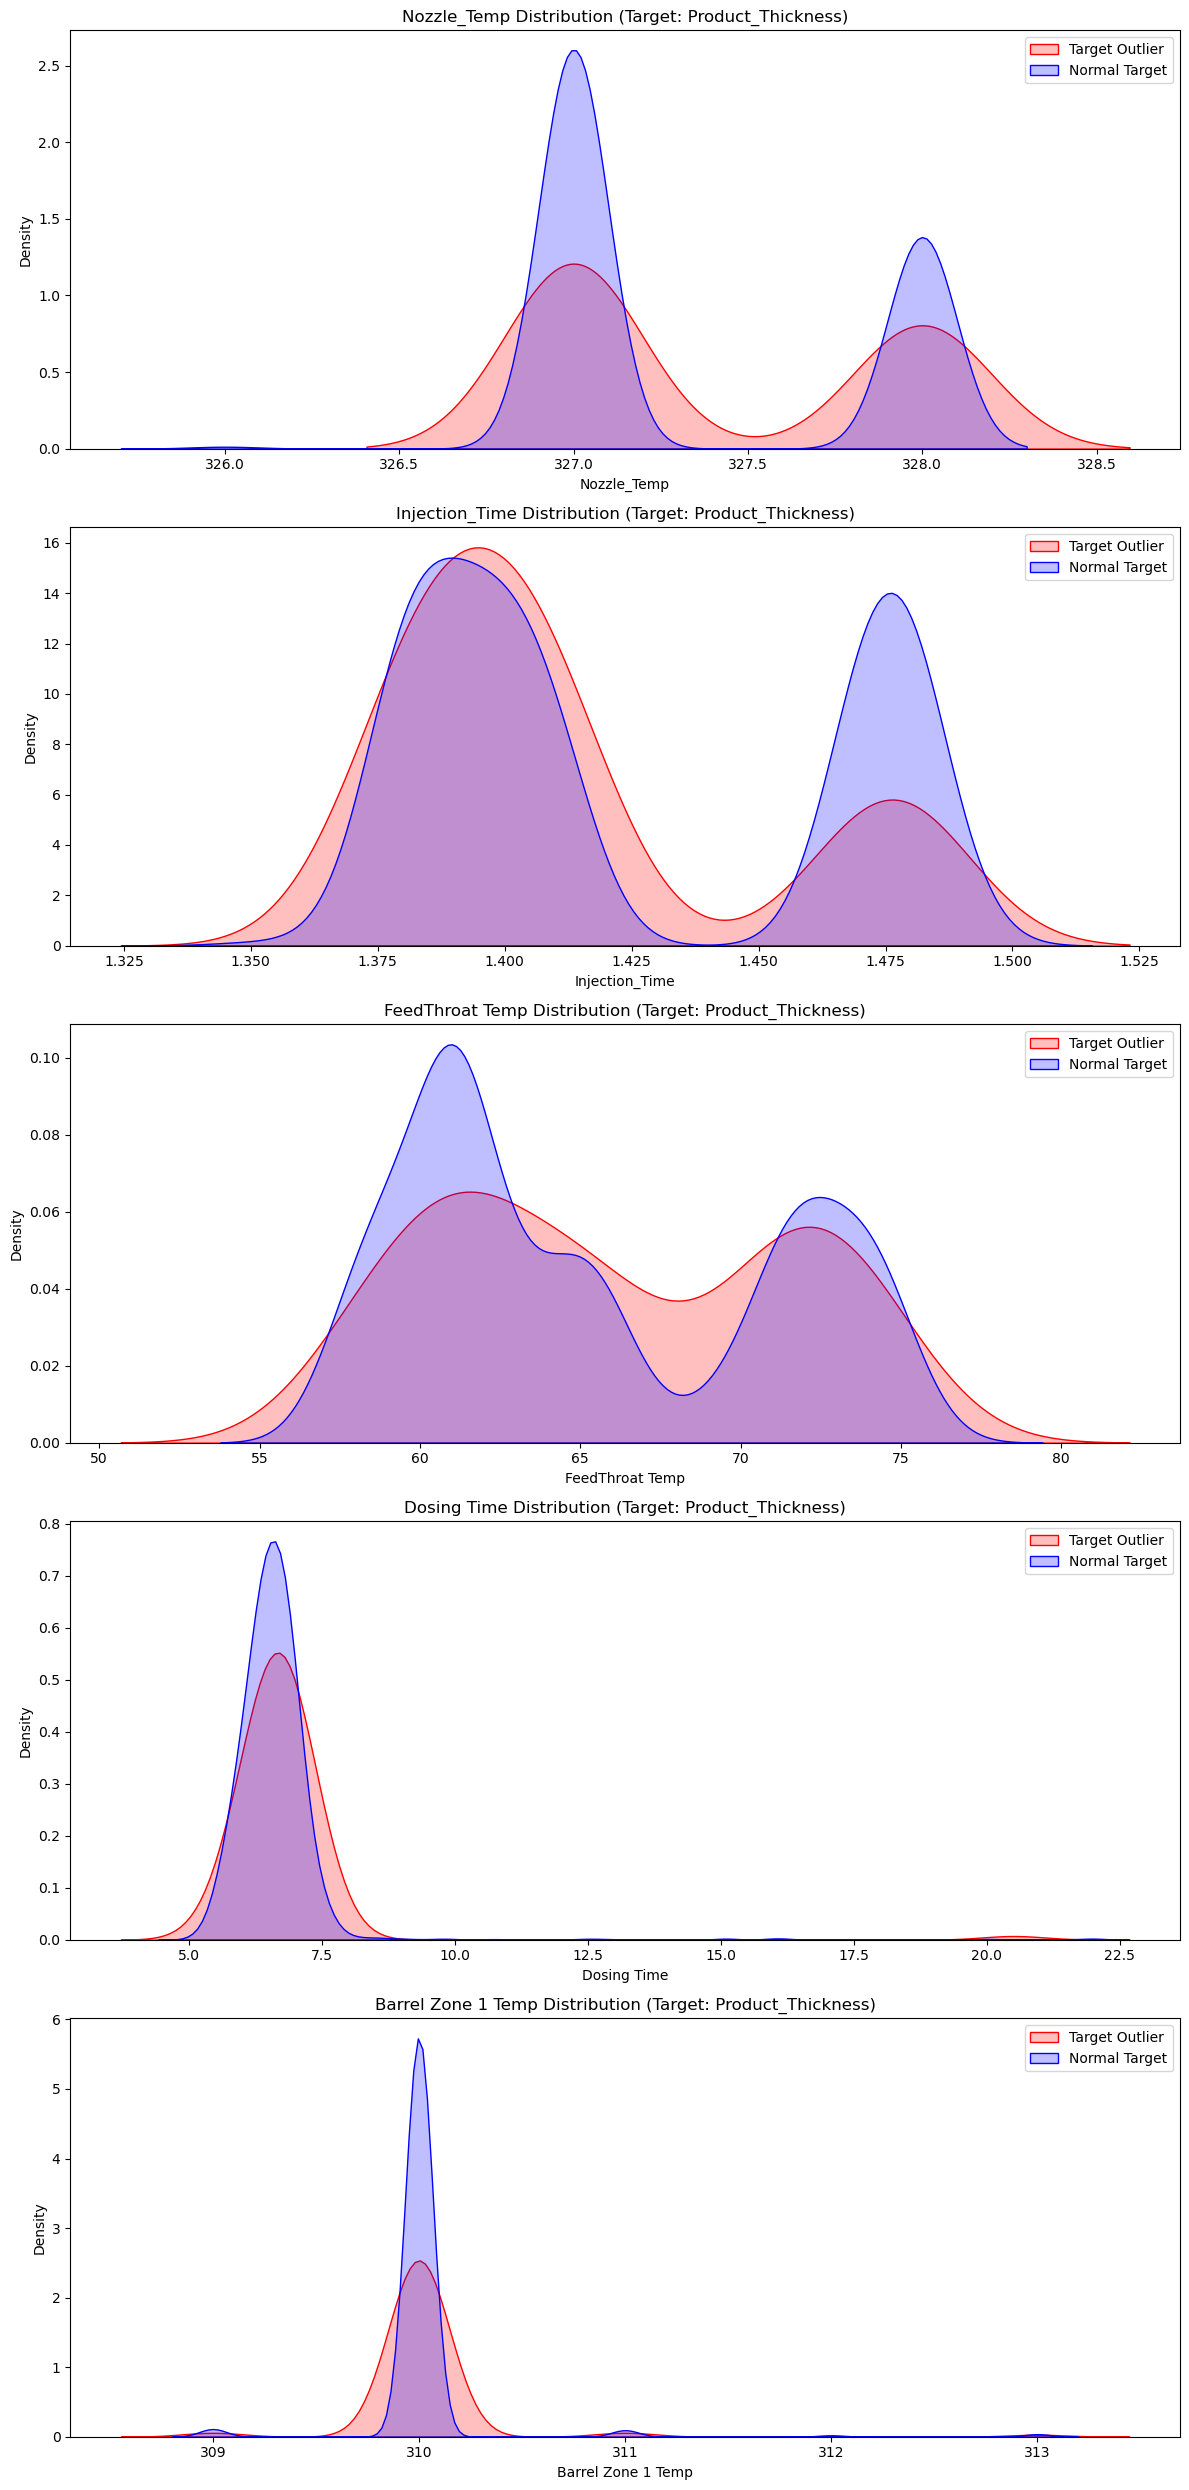 Nozzle_Temp Distribution (Target: Product_Thickness)
Target Outlier
Normal Target
2.5
2.0
1.5
1.0
0.5
0.0
Density
326.0 326.5 327.0 327.5 328.0 328.5
Nozzle_Temp
Injection_Time Distribution (Target: Product_Thickness)
Target Outlier
Normal Target
16
14
12
10
8
6
4
2
0
Density
1.325 1.350 1.375 1.400 1.425 1.450 1.475 1.500 1.525
Injection_Time
FeedThroat Temp Distribution (Target: Product_Thickness)
Target Outlier
Normal Target
0.10
0.08
0.06
0.04
0.02
0.00
Density
50 55 60 65 70 75 80
FeedThroat Temp
Dosing Time Distribution (Target: Product_Thickness)
Target Outlier
Normal Target
0.8
0.7
0.6
0.5
0.4
0.3
0.2
0.1
0.0
Density
5.0 7.5 10.0 12.5 15.0 17.5 20.0 22.5
Dosing Time
Barrel Zone 1 Temp Distribution (Target: Product_Thickness)
Target Outlier
Normal Target
6
5
4
3
2
1
0
Density
309 310 311 312 313
Barrel Zone 1 Temp